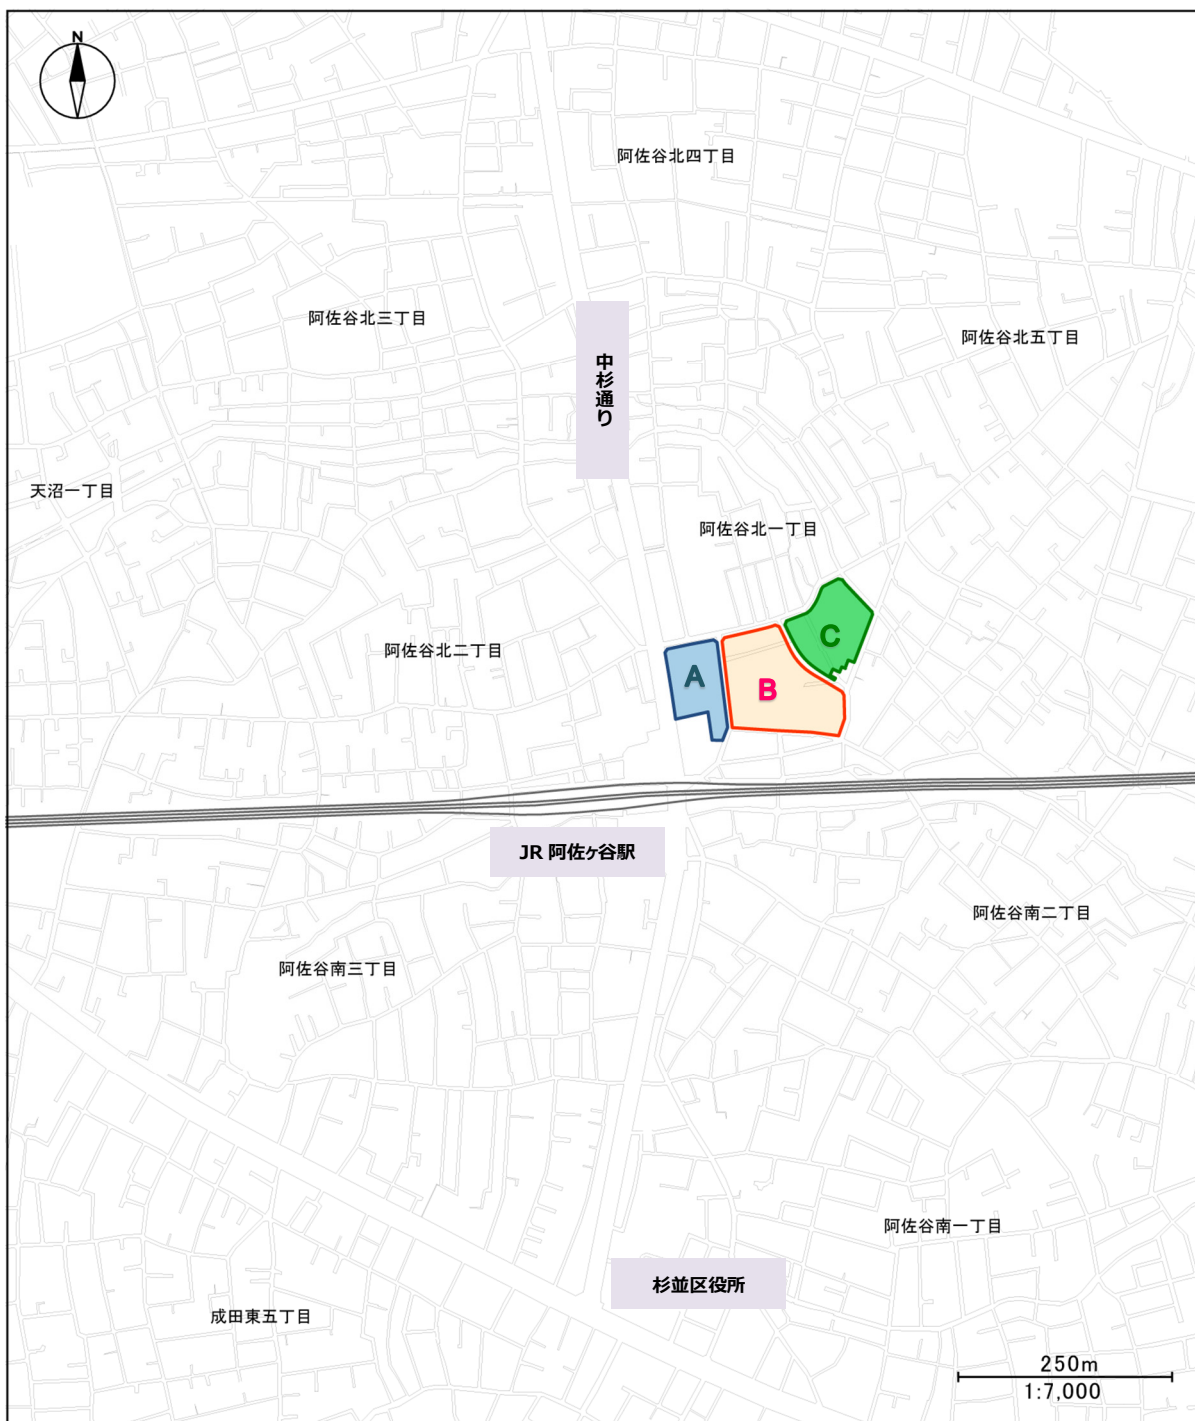 N
阿佐谷北四丁目
阿佐谷北三丁目
阿佐谷北五丁目
中杉通り
天沼一丁目
阿佐谷北一丁目
阿佐谷北二丁目
A
B
C
JR 阿佐ヶ谷駅
阿佐谷南二丁目
阿佐谷南三丁目
阿佐谷南一丁目
杉並区役所
成田東五丁目
250m
1:7,000